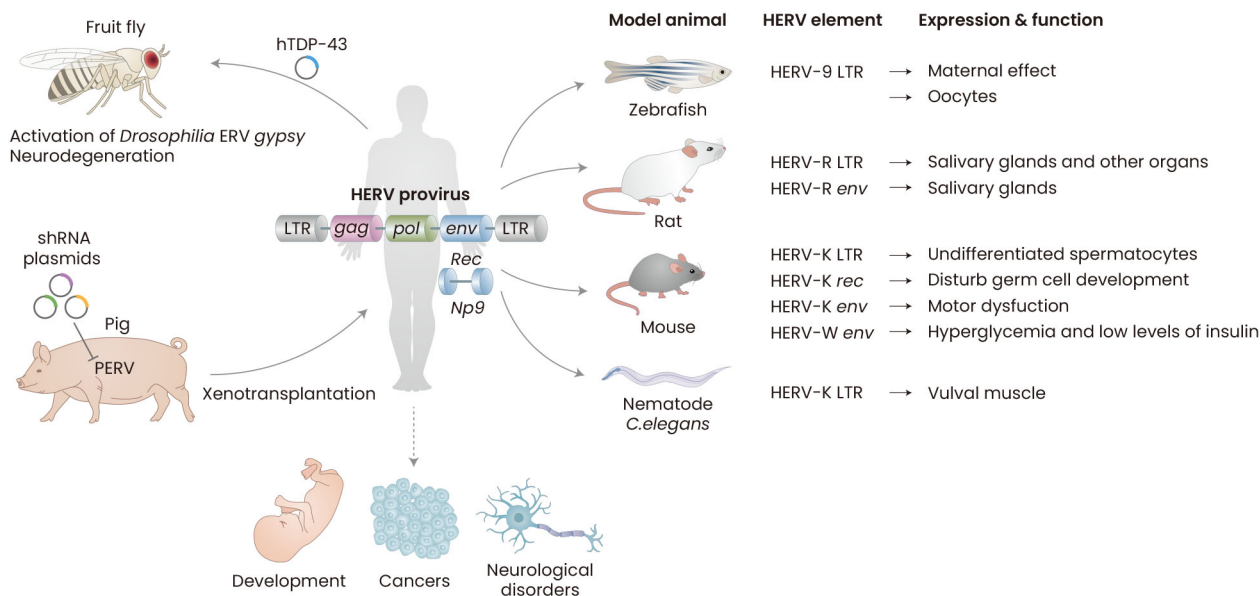 Fruit fly
hTDP-43
Activation of Drosophilia ERV gypsy
Neurodegeneration
HERV provirus
LTR gag pol env LTR
Rec
Np9
shRNA
plasmids
Pig
PERV
Xenotransplantation
Development
Cancers
Neurological
disorders
Model animal HERV element Expression & function
Zebrafish
HERV-9 LTR → Maternal effect
→ Oocytes
Rat
HERV-R LTR → Salivary glands and other organs
HERV-R env → Salivary glands
Mouse
HERV-K LTR → Undifferentiated spermatocytes
HERV-K rec → Disturb germ cell development
HERV-K env → Motor dysfuction
HERV-W env → Hyperglycemia and low levels of insulin
Nematode
C.elegans
HERV-K LTR → Vulval muscle